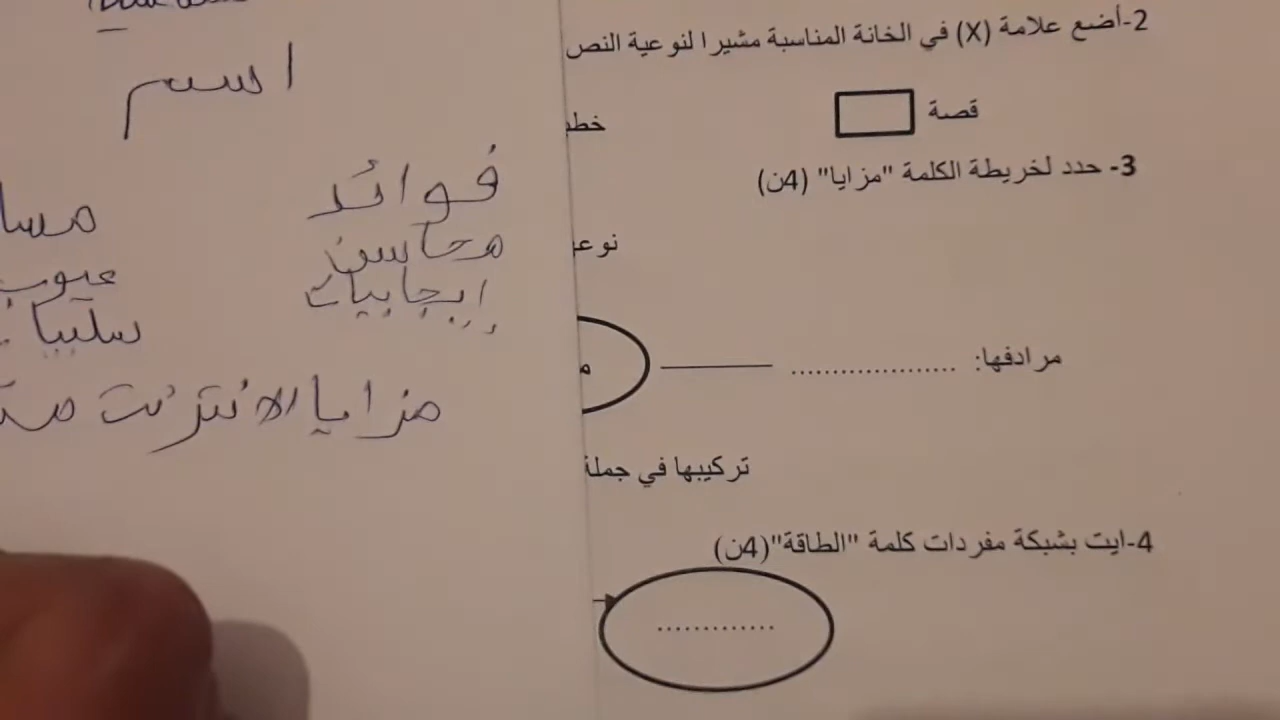 2-أضع علامة (X) في الخانة المناسبة مشيرا لنوعية النص
قصة
3- حدد لخريطة الكلمة "مزايا" (4ن)
نوع
مرادفها: ..................
تركيبها في جملة
4-ايت بشبكة مفردات كلمة "الطاقة"(4ن)
.............
اسم
فوائد
محاسن
إيجابيات
عيوب
سلبيات
مزايا الانترنت